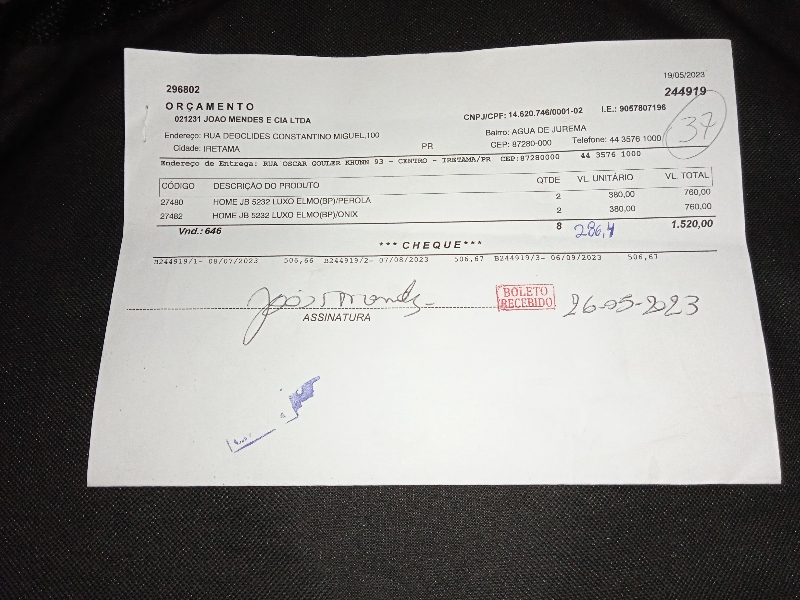 19/05/2023
296802
244919
ORÇAMENTO
37
021231 JOAO MENDES E CIA LTDA
CNPJ/CPF: 14.620.746/0001-02 I.E.: 9057807196
Endereço: RUA DEOCLIDES CONSTANTINO MIGUEL,100 Bairro: AGUA DE JUREMA
Cidade: IRETAMA PR CEP: 87280-000 Telefone: 44 3576 1000
Endereço de Entrega: RUA OSCAR GOULER KHUNN 93 - CENTRO - IRETAMA/PR CEP:87280000 44 3576 1000
CÓDIGO DESCRIÇÃO DO PRODUTO QTDE VL. UNITÁRIO VL. TOTAL
27480 HOME JB 5232 LUXO ELMO(BP)/PEROLA 2 380,00 760,00
27482 HOME JB 5232 LUXO ELMO(BP)/ONIX 2 380,00 760,00
Vnd.: 646 8 286,4 1.520,00
*** CHEQUE***
M244919/1- 08/07/2023 506,66 M244919/2- 07/08/2023 506,67 M244919/3- 06/09/2023 506,67
João Mendes
BOLETO
RECEBIDO
26-05-2023
ASSINATURA